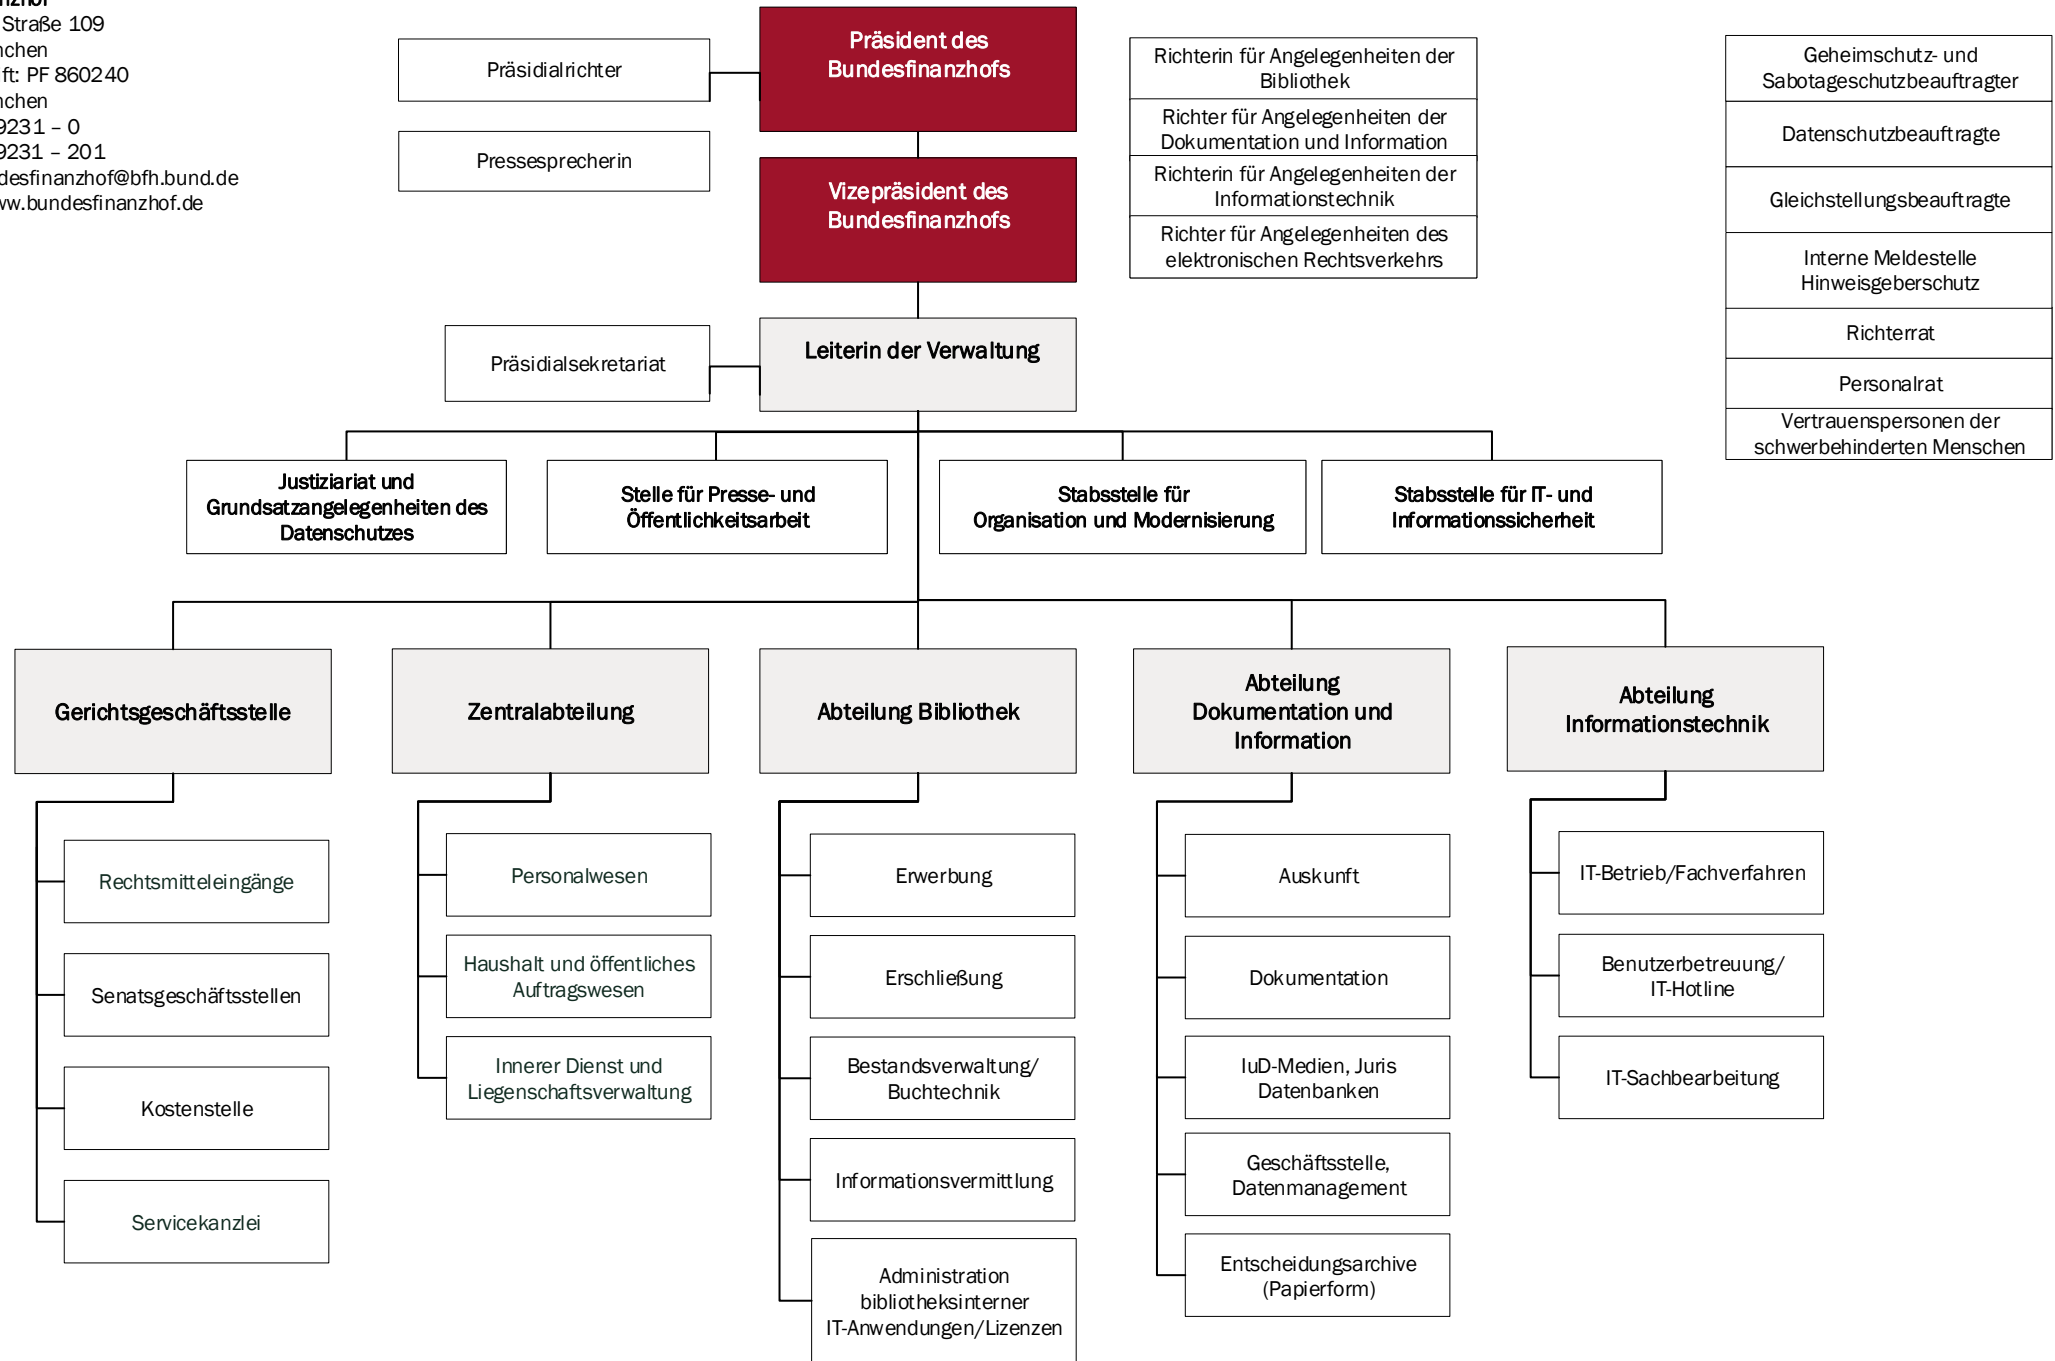 Straße 109
ft: PF 860240
9231 – 0
9231 – 201
desfinanzhof@bfh.bund.de
www.bundesfinanzhof.de
Präsidialrichter
Pressesprecherin
Präsident des
Bundesfinanzhofs
Vizepräsident des
Bundesfinanzhofs
Richterin für Angelegenheiten der
Bibliothek
Richter für Angelegenheiten der
Dokumentation und Information
Richterin für Angelegenheiten der
Informationstechnik
Richter für Angelegenheiten des
elektronischen Rechtsverkehrs
Geheimschutz- und
Sabotageschutzbeauftragter
Datenschutzbeauftragte
Gleichstellungsbeauftragte
Interne Meldestelle
Hinweisgeberschutz
Richterrat
Personalrat
Vertrauenspersonen der
schwerbehinderten Menschen
Präsidialsekretariat
Leiterin der Verwaltung
Justiziariat und
Grundsatzangelegenheiten des
Datenschutzes
Stelle für Presse- und
Öffentlichkeitsarbeit
Stabsstelle für
Organisation und Modernisierung
Stabsstelle für IT- und
Informationssicherheit
Gerichtsgeschäftsstelle
Rechtsmitteleingänge
Senatsgeschäftsstellen
Kostenstelle
Servicekanzlei
Zentralabteilung
Personalwesen
Haushalt und öffentliches
Auftragswesen
Innerer Dienst und
Liegenschaftsverwaltung
Abteilung Bibliothek
Erwerbung
Erschließung
Bestandsverwaltung/
Buchtechnik
Informationsvermittlung
Administration
bibliotheksinterner
IT-Anwendungen/Lizenzen
Abteilung
Dokumentation und
Information
Auskunft
Dokumentation
IuD-Medien, Juris
Datenbanken
Geschäftsstelle,
Datenmanagement
Entscheidungsarchive
(Papierform)
Abteilung
Informationstechnik
IT-Betrieb/Fachverfahren
Benutzerbetreuung/
IT-Hotline
IT-Sachbearbeitung